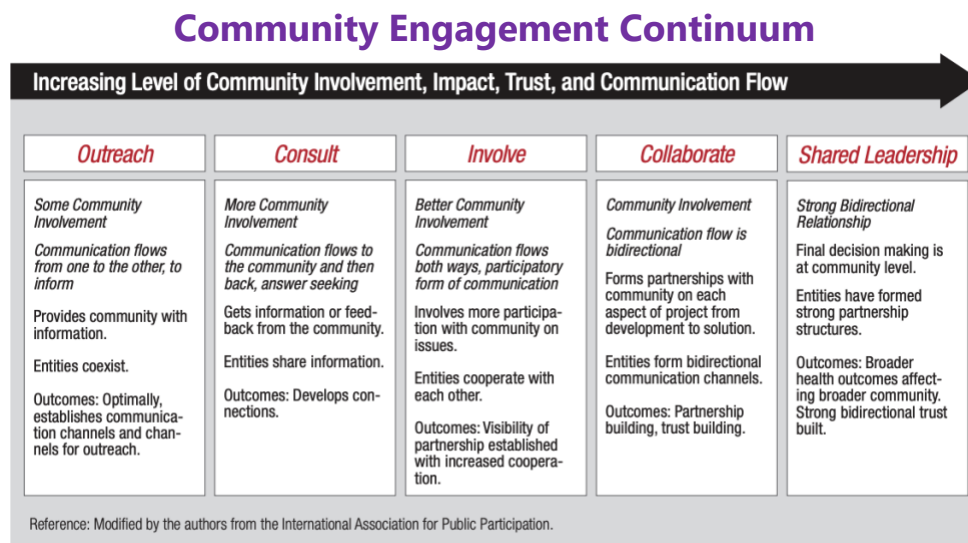 Community Engagement Continuum
Increasing Level of Community Involvement, Impact, Trust, and Communication Flow
Outreach
Some Community
Involvement
Communication flows
from one to the other, to
inform
Provides community with
information.
Entities coexist.
Outcomes: Optimally,
establishes communica-
tion channels and chan-
nels for outreach.
Consult
More Community
Involvement
Communication flows to
the community and then
back, answer seeking
Gets information or feed-
back from the community.
Entities share information.
Outcomes: Develops con-
nections.
Involve
Better Community
Involvement
Communication flows
both ways, participatory
form of communication
Involves more participa-
tion with community on
issues.
Entities cooperate with
each other.
Outcomes: Visibility of
partnership established
with increased coopera-
tion.
Collaborate
Community Involvement
Communication flow is
bidirectional
Forms partnerships with
community on each
aspect of project from
development to solution.
Entities form bidirectional
communication channels.
Outcomes: Partnership
building, trust building.
Shared Leadership
Strong Bidirectional
Relationship
Final decision making is
at community level.
Entities have formed
strong partnership
structures.
Outcomes: Broader
health outcomes affect-
ing broader community.
Strong bidirectional trust
built.
Reference: Modified by the authors from the International Association for Public Participation.